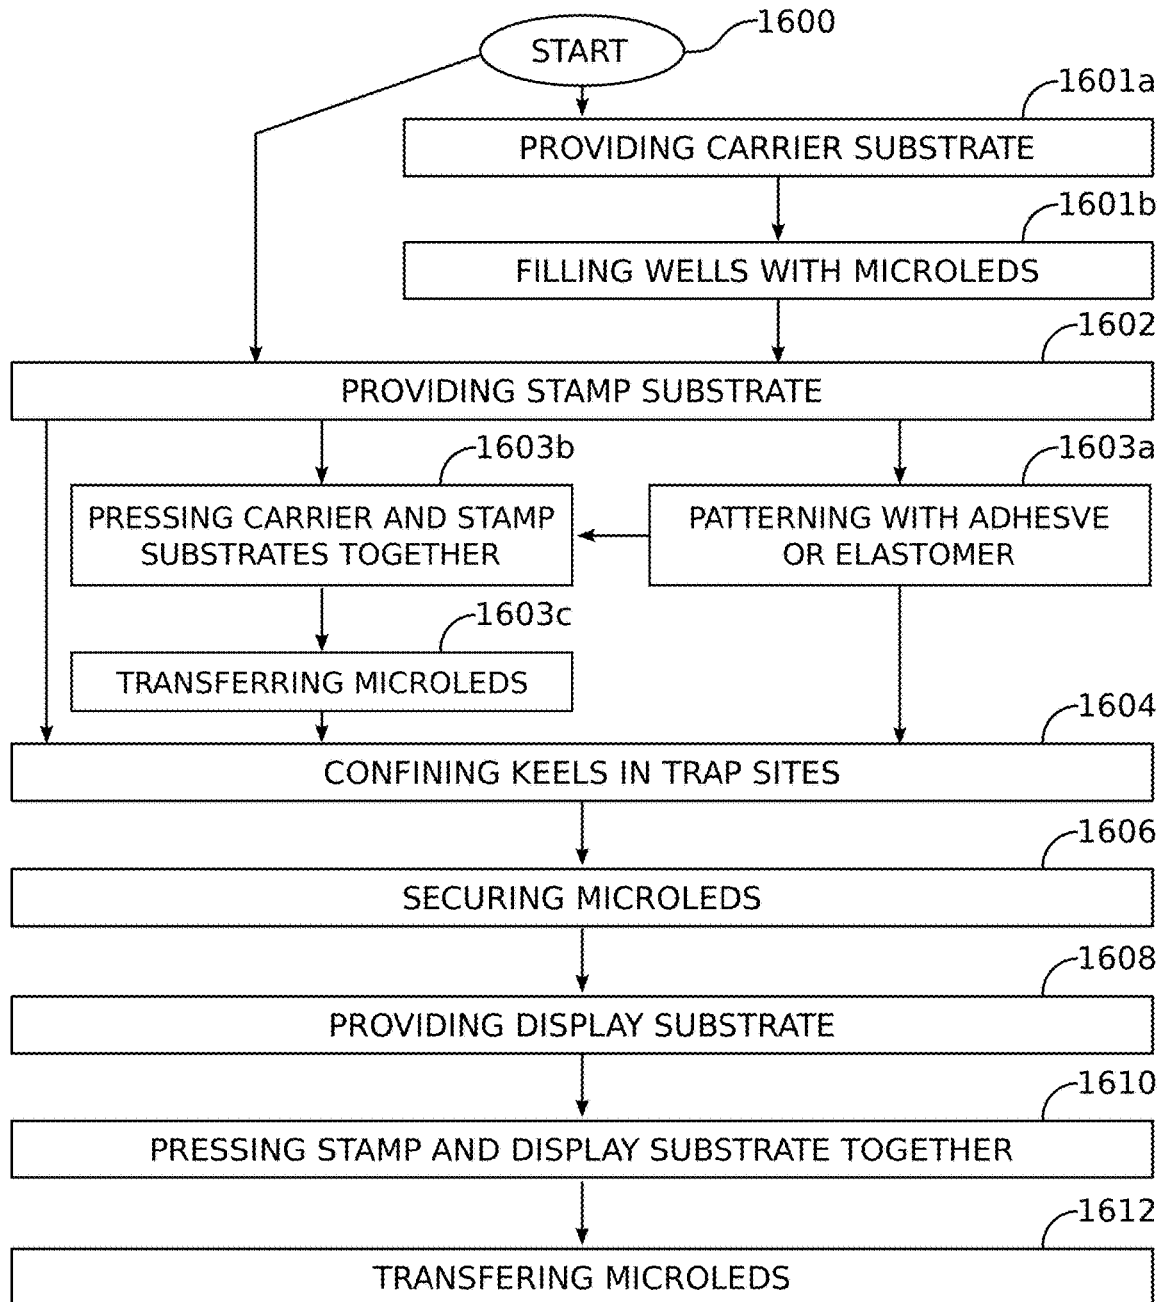 1600
START
1601a
PROVIDING CARRIER SUBSTRATE
1601b
FILLING WELLS WITH MICROLEDS
1602
PROVIDING STAMP SUBSTRATE
1603b
PRESSING CARRIER AND STAMP
SUBSTRATES TOGETHER
1603a
PATTERNING WITH ADHESVE
OR ELASTOMER
1603c
TRANSFERRING MICROLEDS
1604
CONFINING KEELS IN TRAP SITES
1606
SECURING MICROLEDS
1608
PROVIDING DISPLAY SUBSTRATE
1610
PRESSING STAMP AND DISPLAY SUBSTRATE TOGETHER
1612
TRANSFERING MICROLEDS